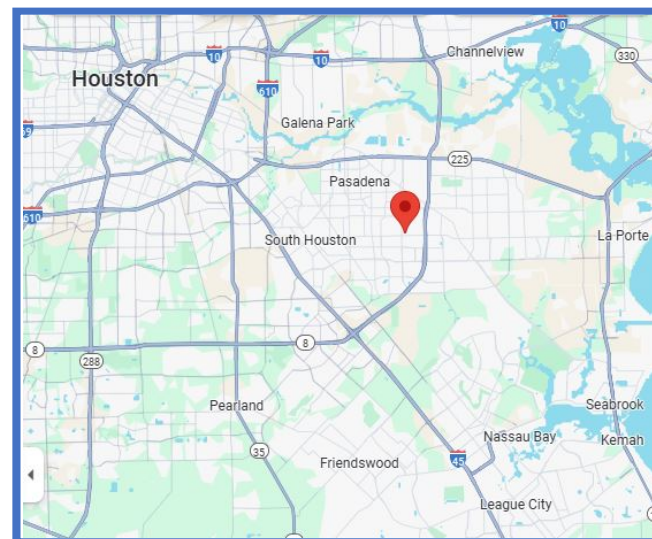 10
Channelview
330
Houston
10
10
610
Galena Park
69
225
Pasadena
610
South Houston
La Porte
8
8
288
Pearland
Seabrook
Nassau Bay
Kemah
35
45
Friendswood
League City